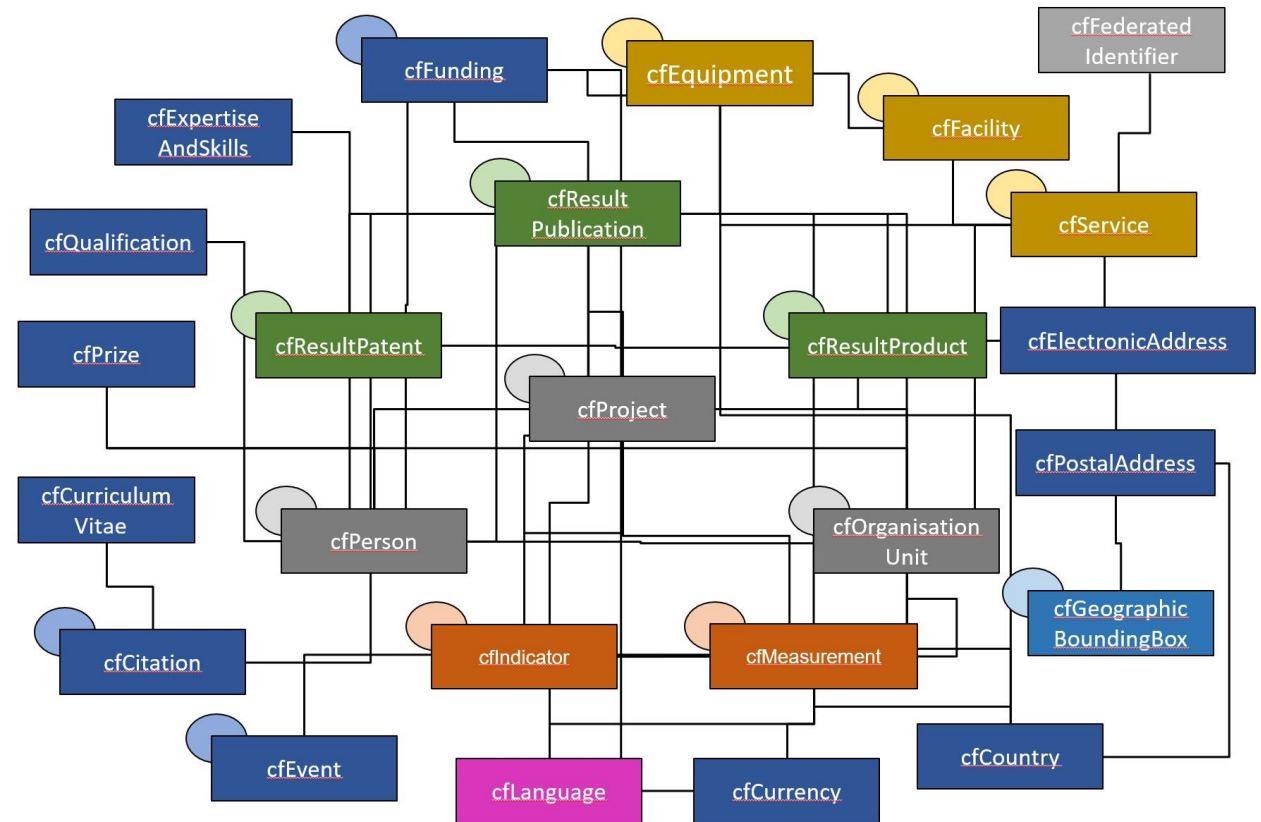 cfFunding
cfEquipment
cfFederated
Identifier
cfExpertise
AndSkills
cfFacility
cfResult
Publication
cfService
cfQualification
cfResultPatent
cfResultProduct
cfElectronicAddress
cfPrize
cfProject
cfPostalAddress
cfCurriculum
Vitae
cfPerson
cfOrganisation
Unit
cfGeographic
BoundingBox
cfCitation
cfIndicator
cfMeasurement
cfEvent
cfLanguage
cfCurrency
cfCountry